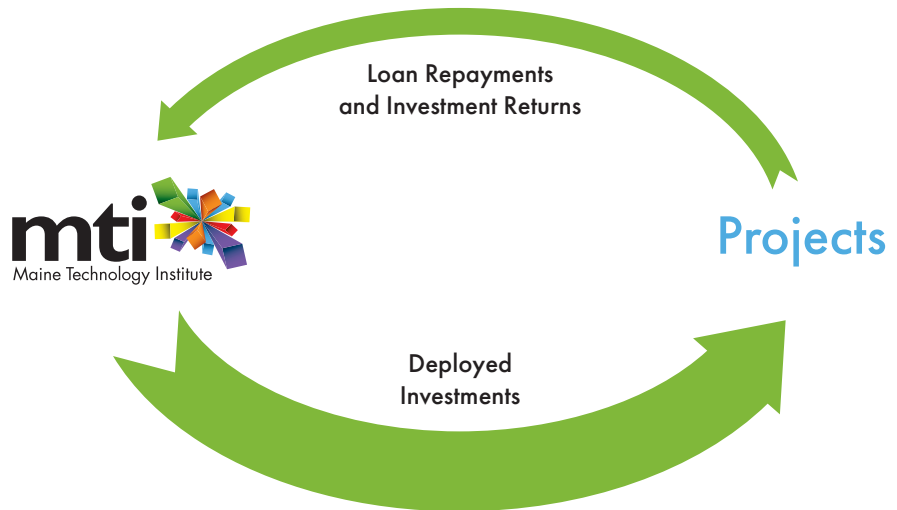 Loan Repayments
and Investment Returns
mti
Maine Technology Institute
Projects
Deployed
Investments